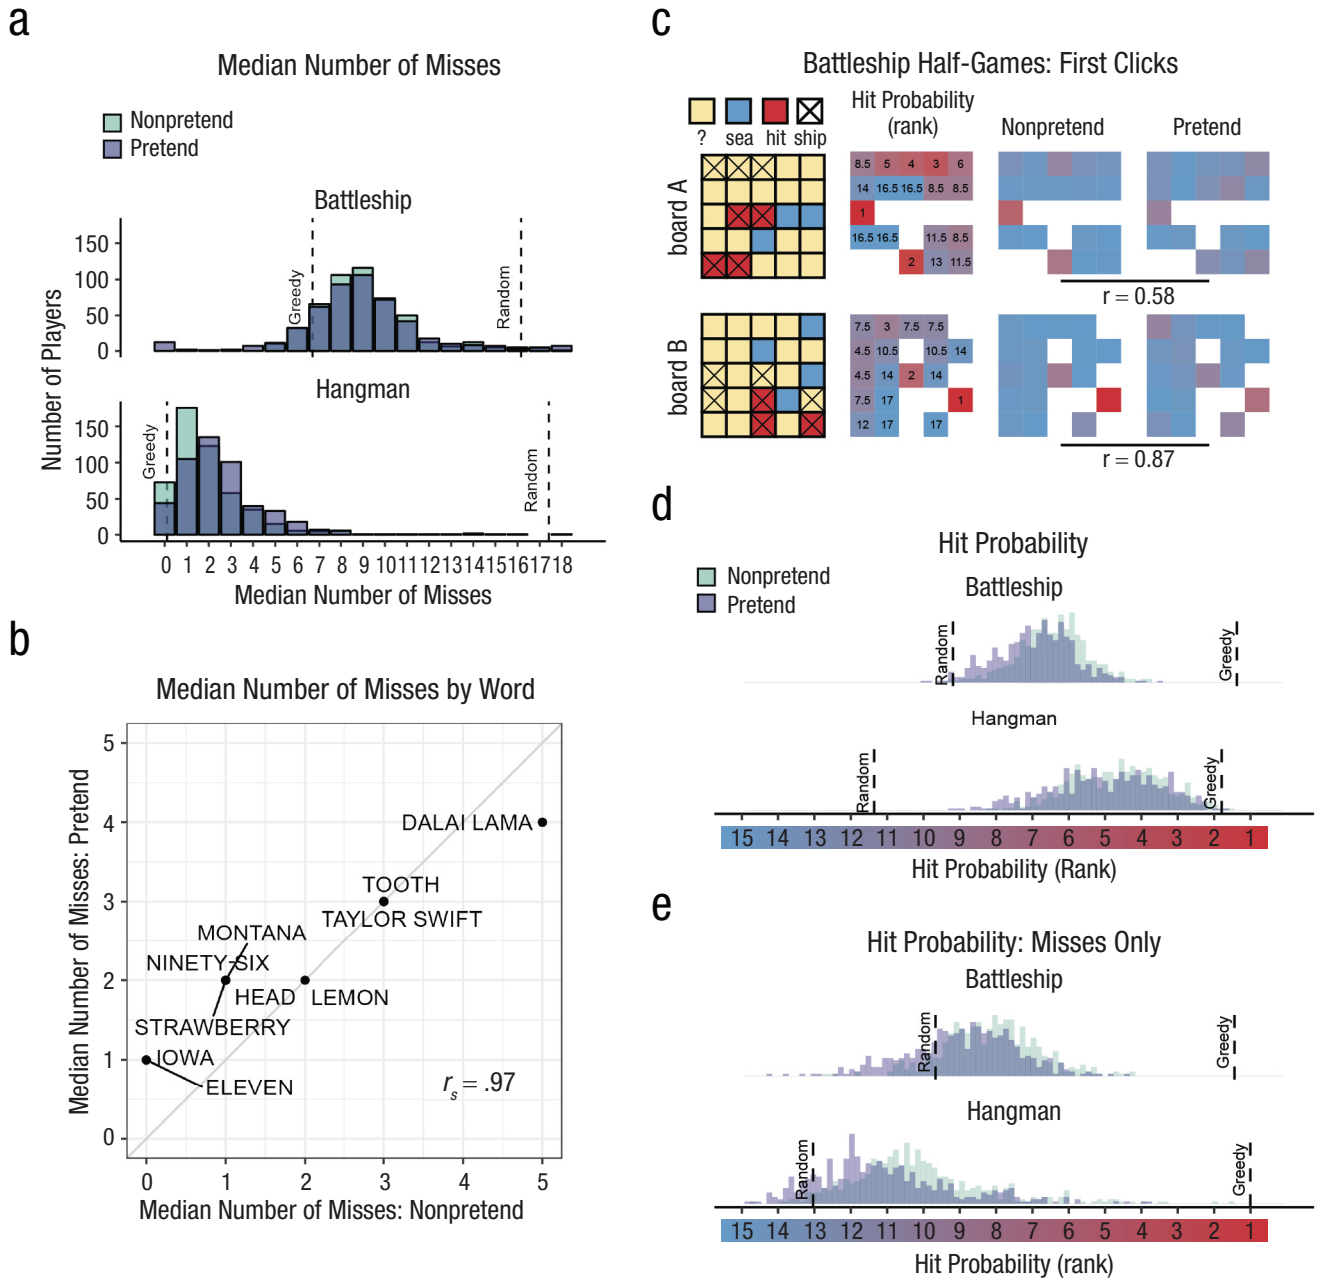 a
Median Number of Misses
Nonpretend
Pretend
Battleship
Number of Players
150
100
50
0
Greedy
Random
Hangman
150
100
50
0
Greedy
Random
0 1 2 3 4 5 6 7 8 9 10 11 12 13 14 15 16 17 18
Median Number of Misses
b
Median Number of Misses by Word
Median Number of Misses: Pretend
5
4
3
2
1
0
DALAI LAMA
TOOTH
TAYLOR SWIFT
MONTANA
NINETY-SIX
HEAD
LEMON
STRAWBERRY
IOWA
ELEVEN
rs = .97
0 1 2 3 4 5
Median Number of Misses: Nonpretend
c
Battleship Half-Games: First Clicks
? sea hit ship
Hit Probability
(rank)
Nonpretend
Pretend
board A
8.5 5 4 3 6
14 16.5 16.5 8.5 8.5
1
16.5 16.5 11.5 8.5
2 13 11.5
r = 0.58
board B
7.5 3 7.5 7.5
4.5 10.5 10.5 14
4.5 14 2 14
7.5 17 1
12 17 17
r = 0.87
d
Hit Probability
Nonpretend
Pretend
Battleship
Random
Greedy
Hangman
Random
Greedy
15 14 13 12 11 10 9 8 7 6 5 4 3 2 1
Hit Probability (Rank)
e
Hit Probability: Misses Only
Battleship
Random
Greedy
Hangman
Random
Greedy
15 14 13 12 11 10 9 8 7 6 5 4 3 2 1
Hit Probability (rank)